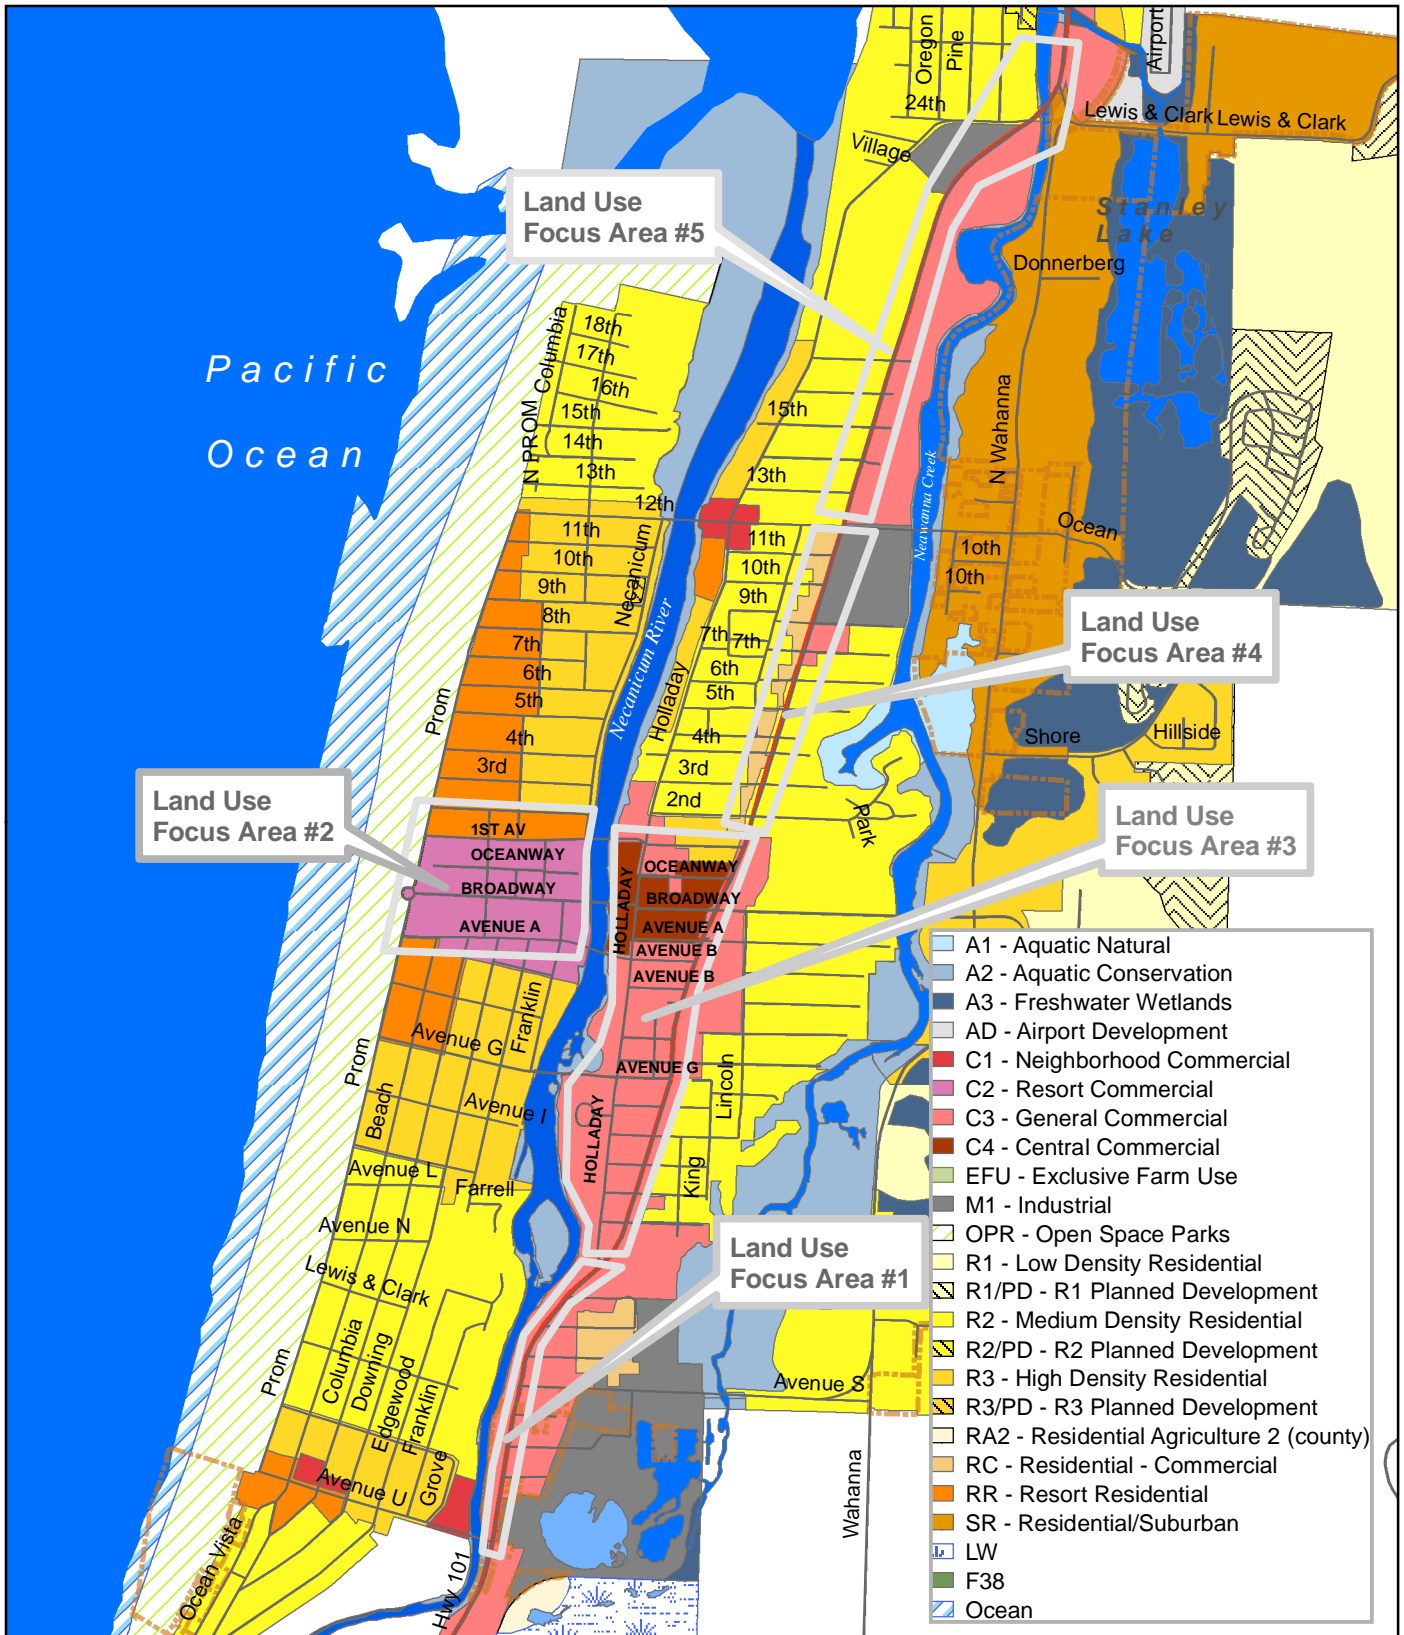 Oregon
Pine
Airport
24th
Lewis & Clark
Lewis & Clark
Village
Land Use
Focus Area #5
Stanley
Lake
Donnerberg
Pacific
Ocean
N PROM
Columbia
18th
17th
16th
15th
14th
13th
12th
15th
13th
N Wahanna
Neawanna Creek
Ocean
11th
10th
9th
8th
7th
6th
5th
4th
3rd
Necanicum
Necanicum River
Holladay
11th
10th
9th
7th
7th
6th
5th
4th
3rd
2nd
1oth
10th
Land Use
Focus Area #4
Shore
Hillside
Prom
Park
Land Use
Focus Area #2
Land Use
Focus Area #3
1ST AV
OCEANWAY
BROADWAY
AVENUE A
HOLLADAY
OCEANWAY
BROADWAY
AVENUE A
AVENUE B
AVENUE B
Franklin
Avenue G
AVENUE G
Prom
Beach
Avenue I
HOLLADAY
Lincoln
King
Avenue L
Farrell
Avenue N
Lewis & Clark
Land Use
Focus Area #1
Prom
Columbia
Downing
Edgewood
Franklin
Grove
Avenue S
Avenue U
Ocean Vista
Hwy 101
Wahanna
A1 - Aquatic Natural
A2 - Aquatic Conservation
A3 - Freshwater Wetlands
AD - Airport Development
C1 - Neighborhood Commercial
C2 - Resort Commercial
C3 - General Commercial
C4 - Central Commercial
EFU - Exclusive Farm Use
M1 - Industrial
OPR - Open Space Parks
R1 - Low Density Residential
R1/PD - R1 Planned Development
R2 - Medium Density Residential
R2/PD - R2 Planned Development
R3 - High Density Residential
R3/PD - R3 Planned Development
RA2 - Residential Agriculture 2 (county)
RC - Residential - Commercial
RR - Resort Residential
SR - Residential/Suburban
LW
F38
Ocean